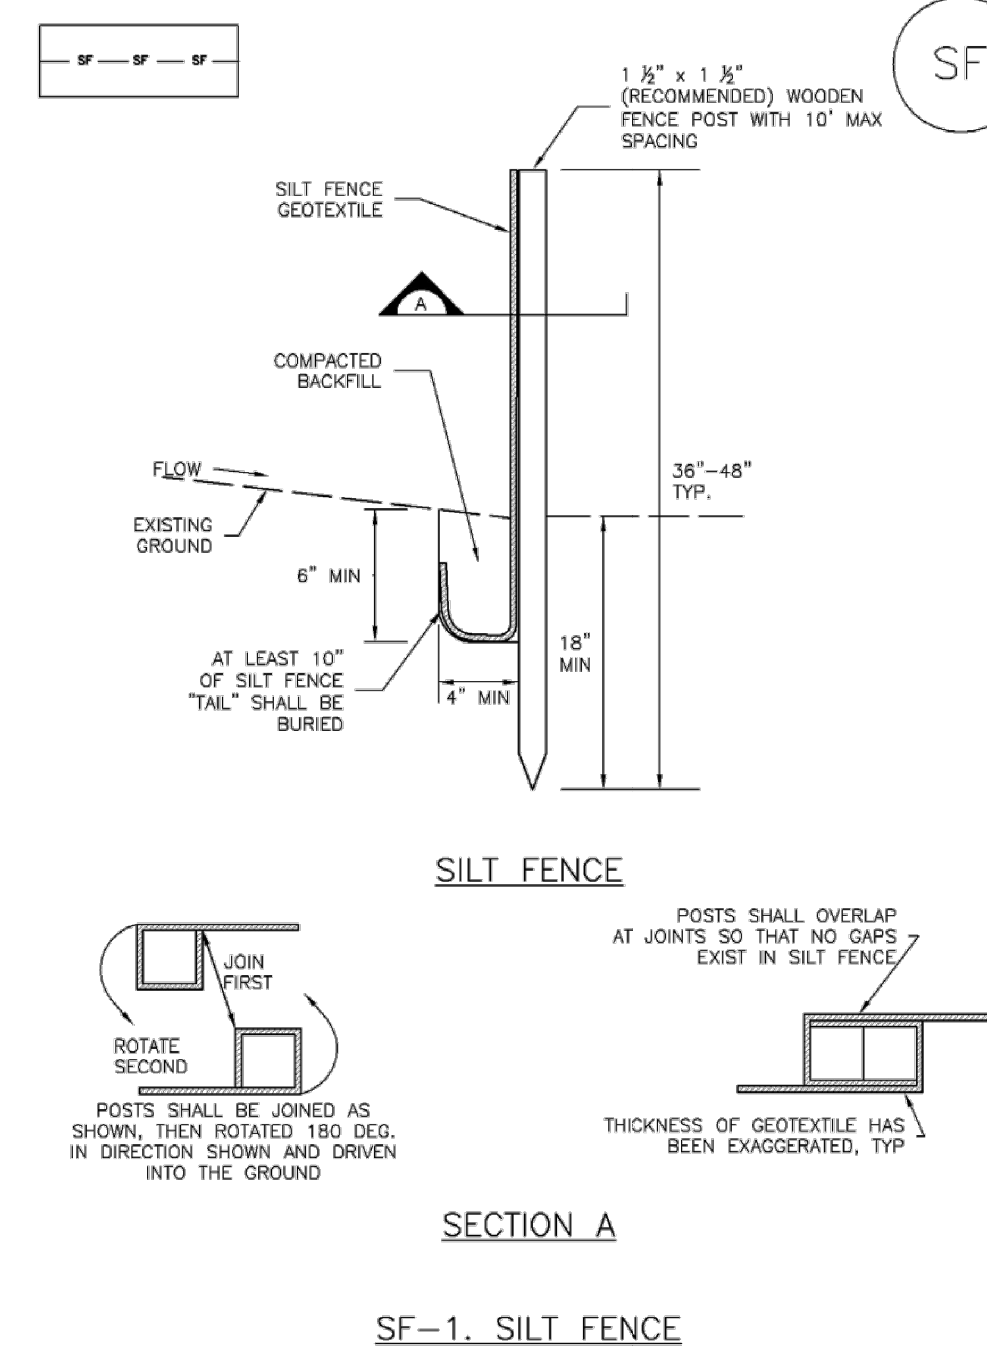 SF SF SF
SF
1 ½" x 1 ½"
(RECOMMENDED) WOODEN
FENCE POST WITH 10' MAX
SPACING
SILT FENCE
GEOTEXTILE
A
COMPACTED
BACKFILL
FLOW
36"-48"
TYP.
EXISTING
GROUND
6" MIN
18"
MIN
AT LEAST 10"
OF SILT FENCE
"TAIL" SHALL BE
BURIED
4" MIN
SILT FENCE
POSTS SHALL OVERLAP
AT JOINTS SO THAT NO GAPS
EXIST IN SILT FENCE
JOIN
FIRST
ROTATE
SECOND
POSTS SHALL BE JOINED AS
SHOWN, THEN ROTATED 180 DEG.
IN DIRECTION SHOWN AND DRIVEN
INTO THE GROUND
THICKNESS OF GEOTEXTILE HAS
BEEN EXAGGERATED, TYP
SECTION A
SF-1. SILT FENCE